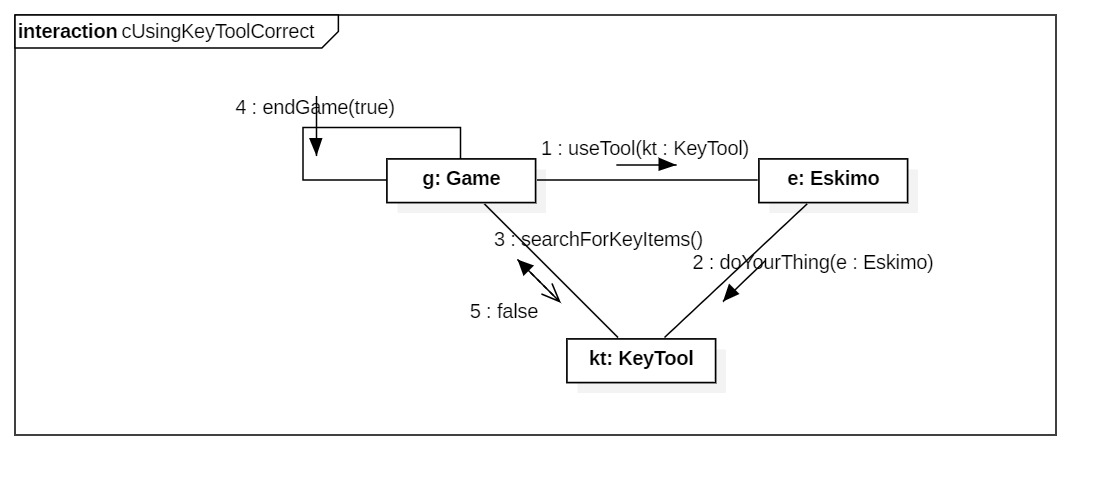 interaction cUsingKeyToolCorrect
4 : endGame(true)
1 : useTool(kt : KeyTool)
g: Game
e: Eskimo
3 : searchForKeyItems()
2 : doYourThing(e : Eskimo)
5 : false
kt: KeyTool